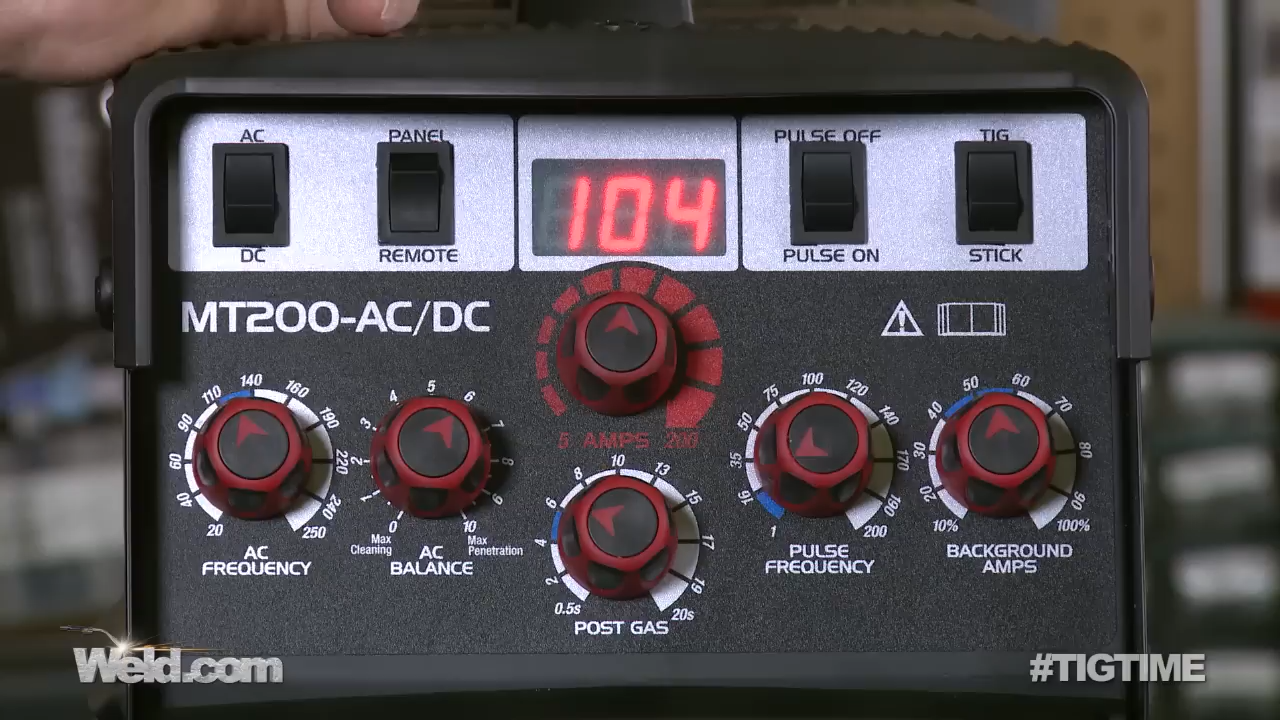 AC PANEL PULSE OFF TIG
104
DC REMOTE PULSE ON STICK
MT200-AC/DC
5 AMPS 200
20 40 60 90 110 140 160 190 220 240 250
AC
FREQUENCY
0 2 3 4 5 6 7 8 9 10
Max
Cleaning
Max
Penetration
AC
BALANCE
0.5s 2 4 6 8 10 13 15 17 19 20s
POST GAS
1 16 35 50 75 100 120 140 170 190 200
PULSE
FREQUENCY
10% 20 30 40 50 60 70 80 90 100%
BACKGROUND
AMPS
Weld.com
#TIGTIME